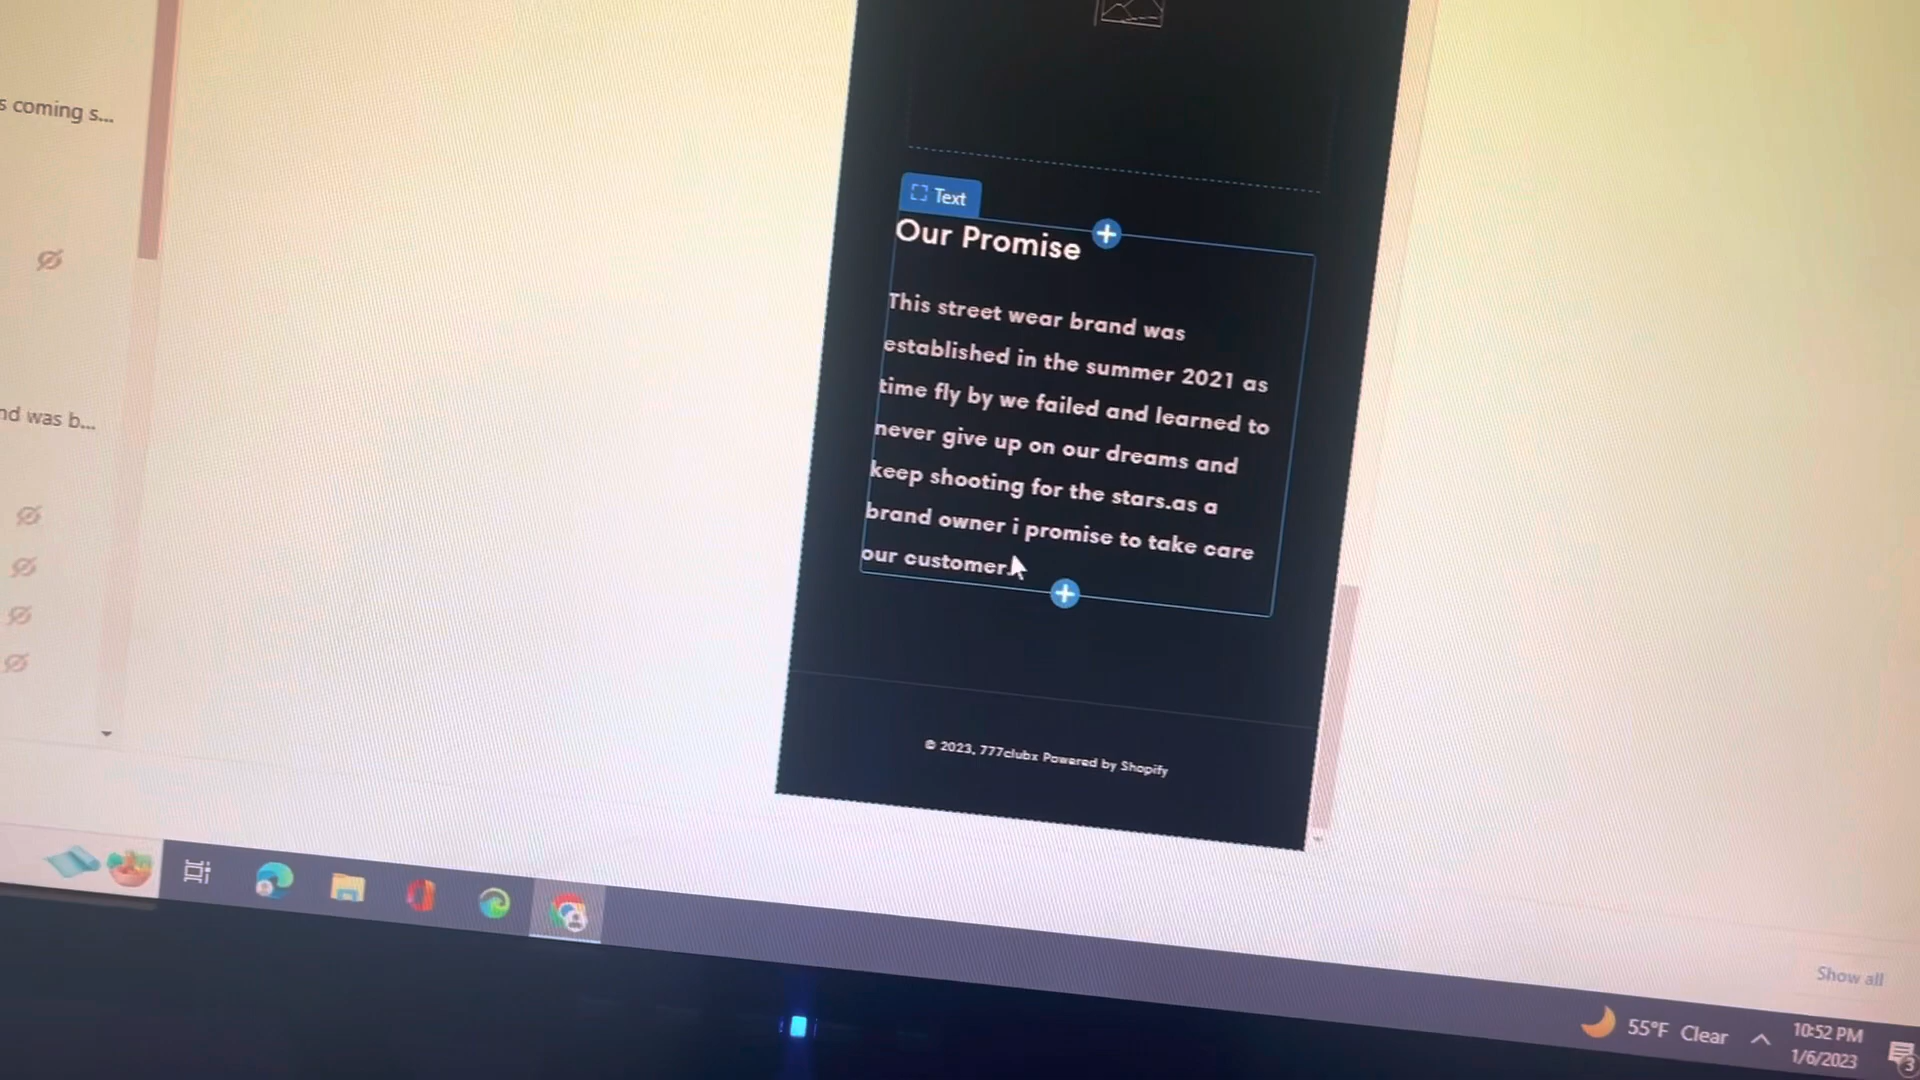 s coming s...
nd was b...
Text
Our Promise
This street wear brand was
established in the summer 2021 as
time fly by we failed and learned to
never give up on our dreams and
keep shooting for the stars.as a
brand owner i promise to take care
our customer.
© 2023, 777clubx Powered by Shopify
Show all
55°F Clear
10:52 PM
1/6/2023
3